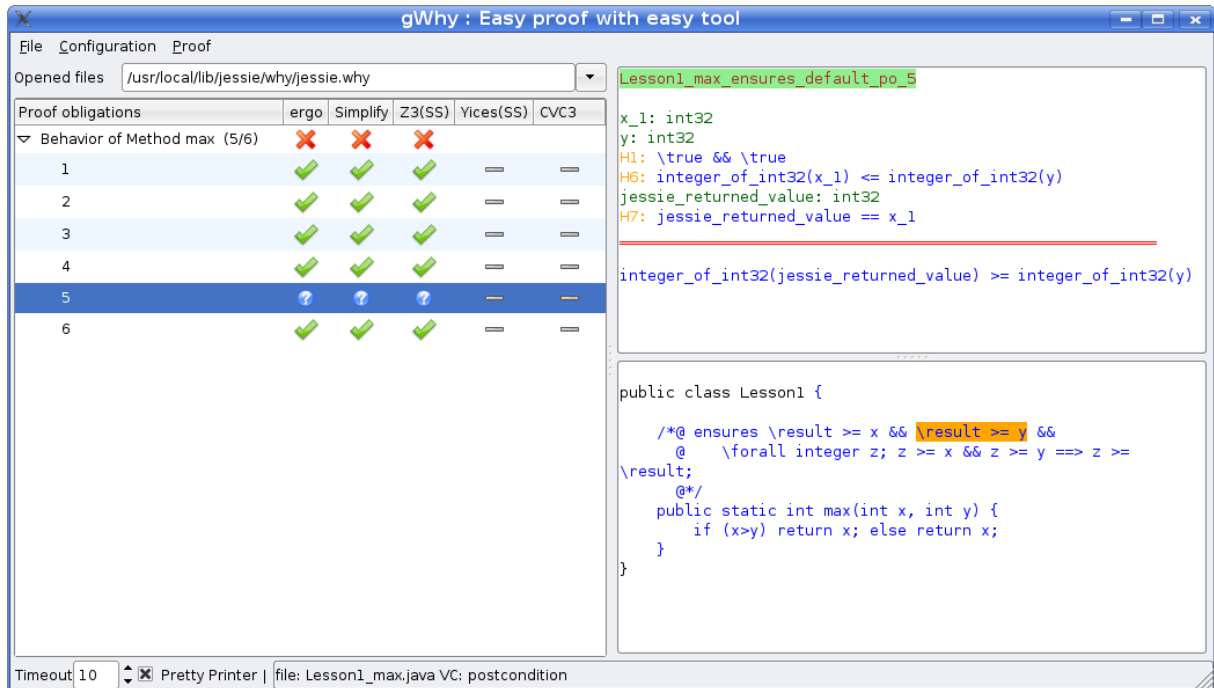 gWhy : Easy proof with easy tool
File Configuration Proof
Opened files /usr/local/lib/jessie/why/jessie.why
Proof obligations ergo Simplify Z3(SS) Yices(SS) CVC3
Behavior of Method max (5/6)
1
2
3
4
5
6
Lesson1_max_ensures_default_po_5
x_1: int32
y: int32
H1: \true && \true
H6: integer_of_int32(x_1) <= integer_of_int32(y)
jessie_returned_value: int32
H7: jessie_returned_value == x_1
integer_of_int32(jessie_returned_value) >= integer_of_int32(y)
public class Lesson1 {
/*@ ensures \result >= x && \result >= y &&
@ \forall integer z; z >= x && z >= y ==> z >=
\result;
@*/
public static int max(int x, int y) {
if (x>y) return x; else return x;
}
}
Timeout 10 Pretty Printer | file: Lesson1_max.java VC: postcondition